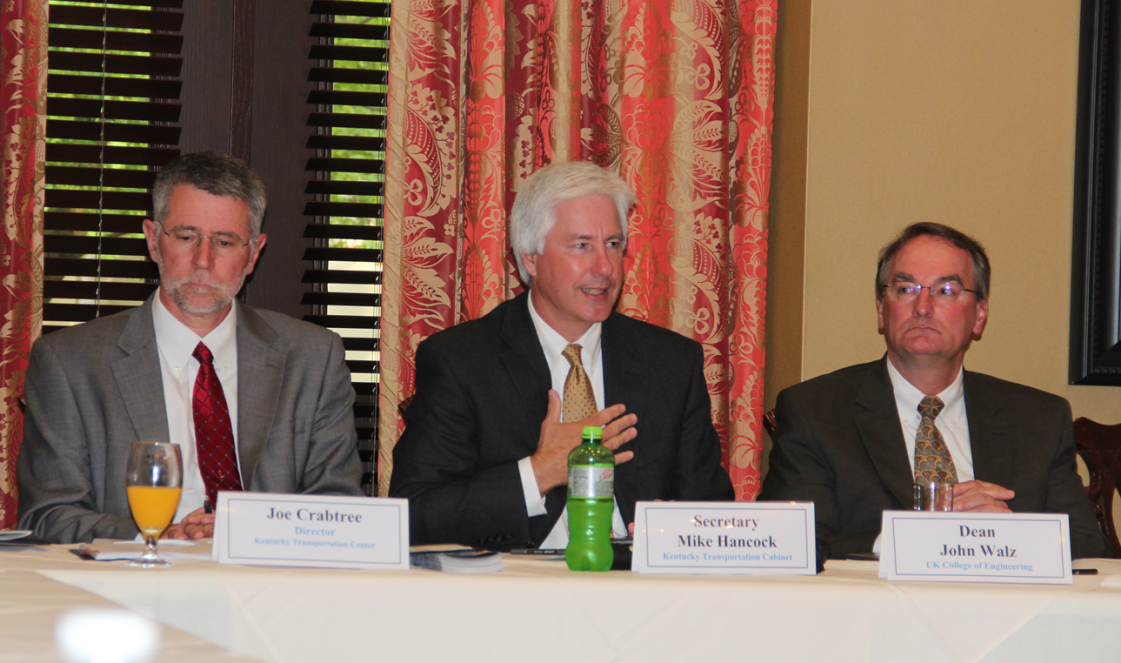 Joe Crabtree
Director
Kentucky Transportation Center
Secretary
Mike Hancock
Kentucky Transportation Cabinet
Dean
John Walz
UK College of Engineering